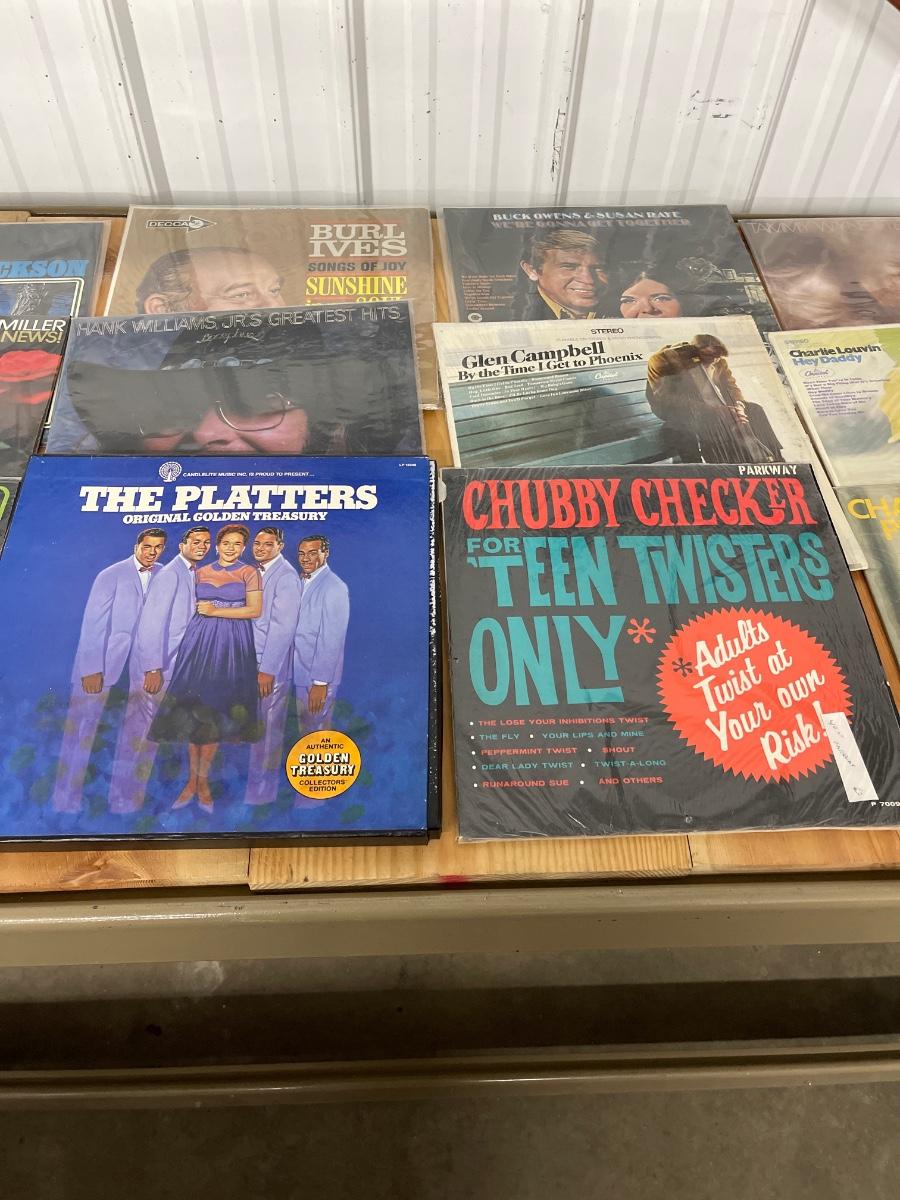 DECCA
BURL
IVES
SONGS OF JOY
SUNSHINE
BUCK OWENS & SUSAN RAYE
WE'RE GONNA GET TOGETHER
TAMMY
CKSON
MILLER
NEWS!
HANK WILLIAMS, JR.'S GREATEST HITS
STEREO
Glen Campbell
By the Time I Get to Phoenix
Capitol
STEREO
Charlie Louvin
Hey Daddy
Capitol
CHA
CANDLELITE MUSIC INC. IS PROUD TO PRESENT...
THE PLATTERS
ORIGINAL GOLDEN TREASURY
AN
AUTHENTIC
GOLDEN
TREASURY
COLLECTORS'
EDITION
PARKWAY
CHUBBY CHECKER
FOR 'TEEN TWISTERS
ONLY*
*Adults
Twist at
Your own
Risk!
• THE LOSE YOUR INHIBITIONS TWIST
• THE FLY • YOUR LIPS AND MINE
• PEPPERMINT TWIST • SHOUT
• DEAR LADY TWIST • TWIST-A-LONG
• RUNAROUND SUE • AND OTHERS
P 7009